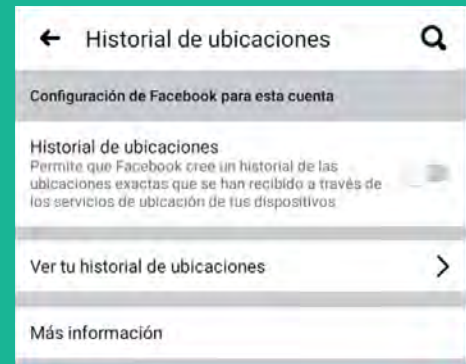 Historial de ubicaciones
Configuración de Facebook para esta cuenta
Historial de ubicaciones
Permite que Facebook cree un historial de las
ubicaciones exactas que se han recibido a través de
los servicios de ubicación de tus dispositivos
Ver tu historial de ubicaciones
Más información